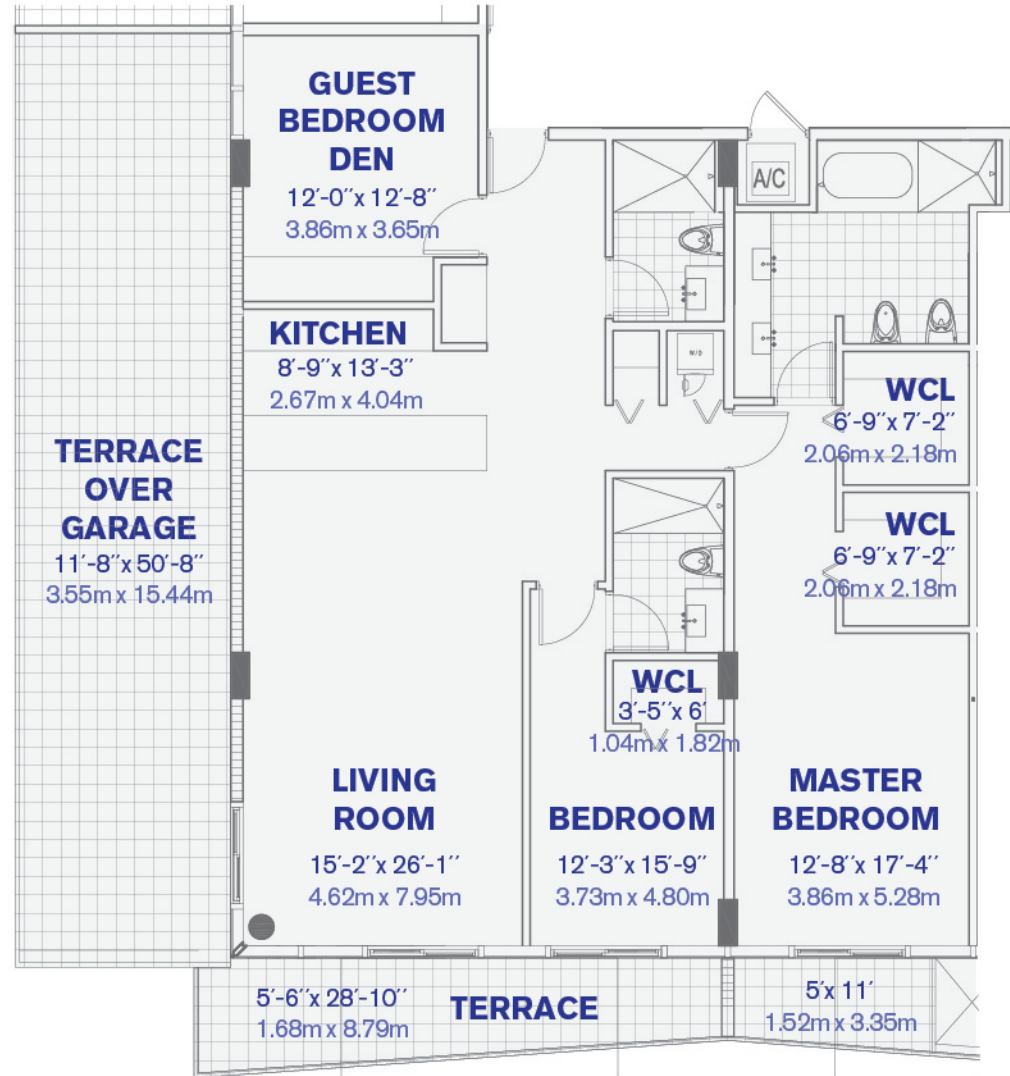 GUEST
BEDROOM
DEN
12′-0″x 12′-8″
3.86m x 3.65m
A/C
KITCHEN
8′-9″x 13′-3″
2.67m x 4.04m
W/D
WCL
6′-9″x 7′-2″
2.06m x 2.18m
TERRACE
OVER
GARAGE
11′-8″x 50′-8″
3.55m x 15.44m
WCL
6′-9″x 7′-2″
2.06m x 2.18m
WCL
3′-5″x 6′
1.04m x 1.82m
LIVING
ROOM
15′-2″x 26′-1″
4.62m x 7.95m
BEDROOM
12′-3″x 15′-9″
3.73m x 4.80m
MASTER
BEDROOM
12′-8″x 17′-4″
3.86m x 5.28m
5′-6″x 28′-10″
1.68m x 8.79m
TERRACE
5′x 11′
1.52m x 3.35m